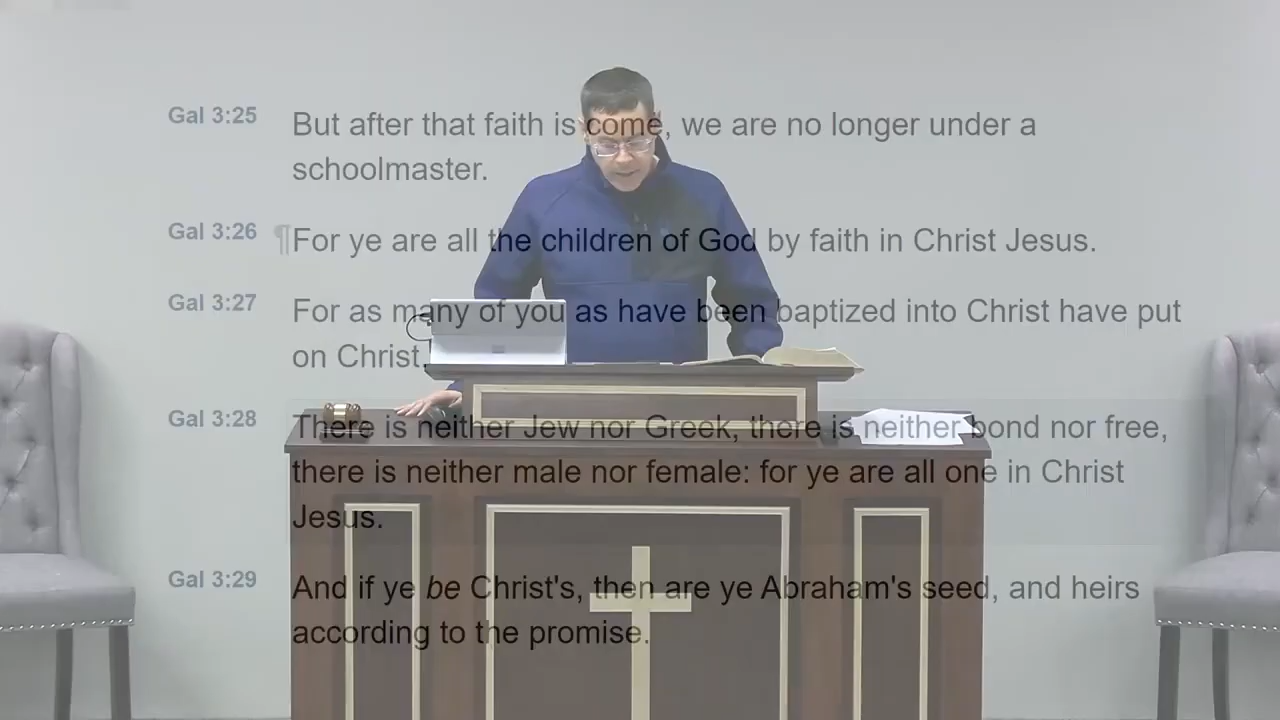 Gal 3:25 But after that faith is come, we are no longer under a
schoolmaster.
Gal 3:26 ¶For ye are all the children of God by faith in Christ Jesus.
Gal 3:27 For as many of you as have been baptized into Christ have put
on Christ.
Gal 3:28 There is neither Jew nor Greek, there is neither bond nor free,
there is neither male nor female: for ye are all one in Christ
Jesus.
Gal 3:29 And if ye be Christ's, then are ye Abraham's seed, and heirs
according to the promise.